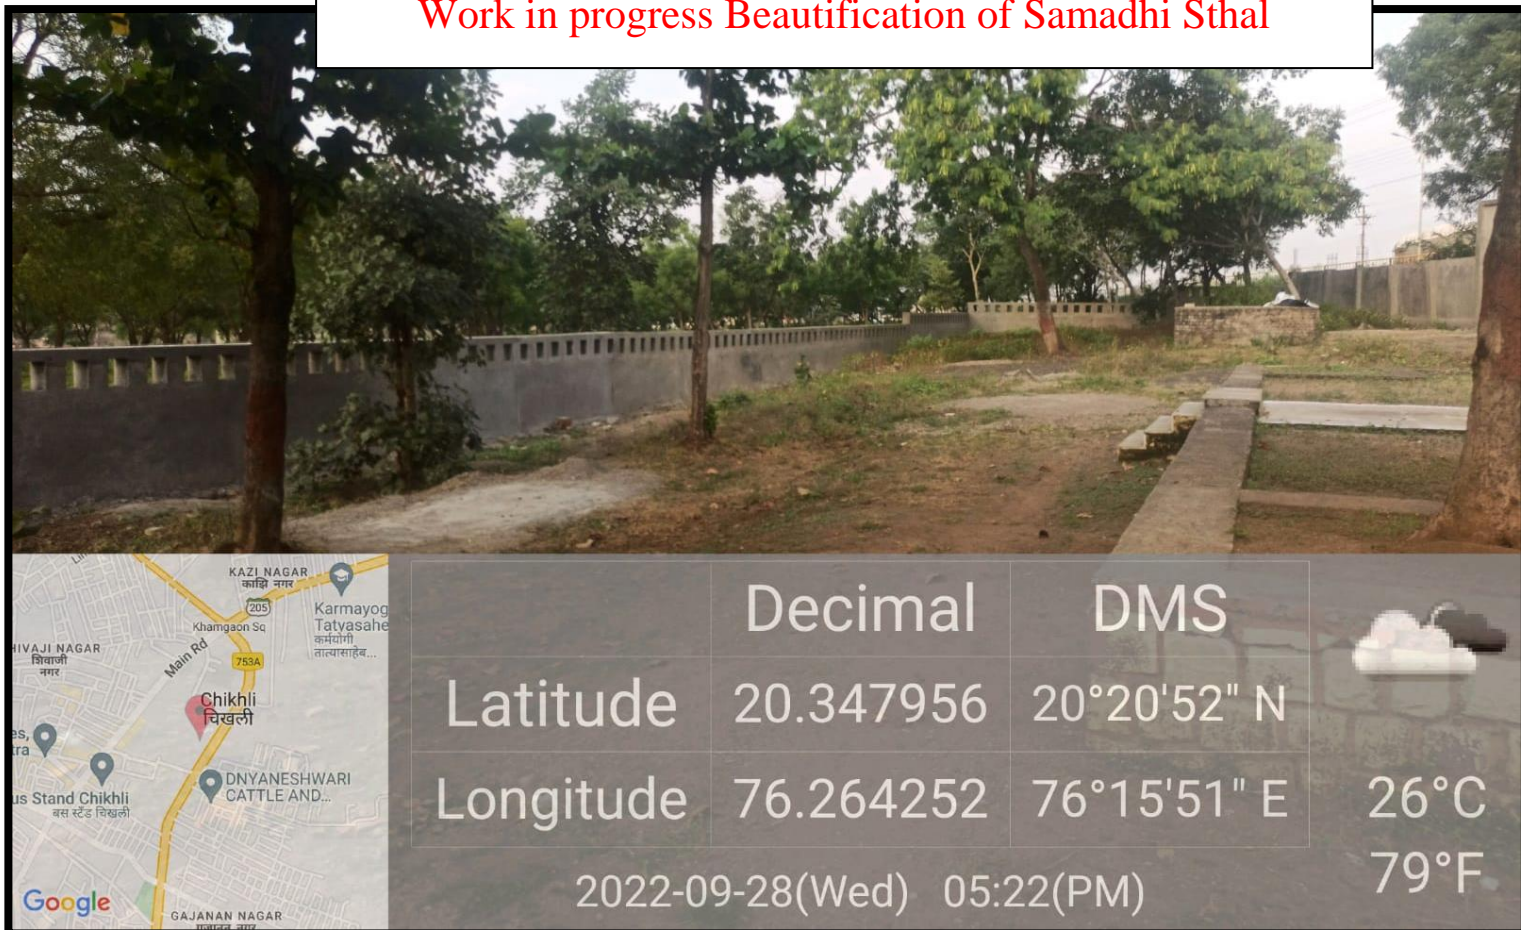 Work in progress Beautification of Samadhi Sthal
KAZI NAGAR
काझि नगर
205
Khamgaon Sq
Karmayog
Tatyasahe
कर्मयोगी
तात्यासाहेब...
HIVAJI NAGAR
शिवाजी
नगर
Main Rd
753A
Chikhli
चिखली
DNYANESHWARI
CATTLE AND...
us Stand Chikhli
बस स्टँड चिखली
Google
GAJANAN NAGAR
Decimal DMS
Latitude 20.347956 20°20'52" N
Longitude 76.264252 76°15'51" E
2022-09-28(Wed) 05:22(PM)
26°C
79°F